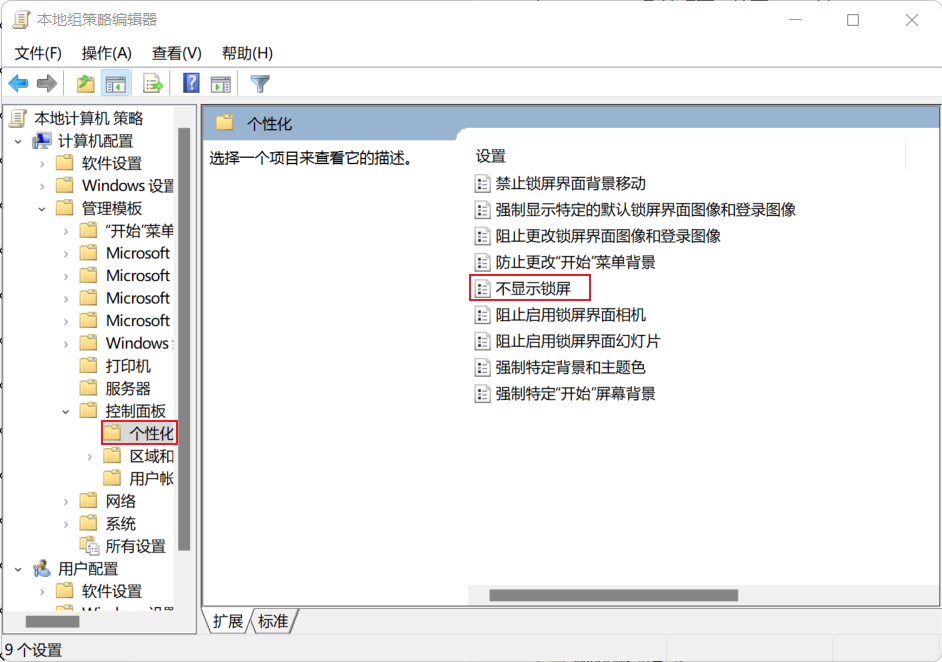 本地组策略编辑器
文件(F) 操作(A) 查看(V) 帮助(H)
本地计算机 策略
计算机配置
软件设置
Windows 设置
管理模板
“开始”菜单
Microsoft
Microsoft
Microsoft
Microsoft
Windows
打印机
服务器
控制面板
个性化
区域和
用户帐
网络
系统
所有设置
用户配置
软件设置
个性化
选择一个项目来查看它的描述。
设置
禁止锁屏界面背景移动
强制显示特定的默认锁屏界面图像和登录图像
阻止更改锁屏界面图像和登录图像
防止更改“开始”菜单背景
不显示锁屏
阻止启用锁屏界面相机
阻止启用锁屏界面幻灯片
强制特定背景和主题色
强制特定“开始”屏幕背景
扩展 标准
9 个设置